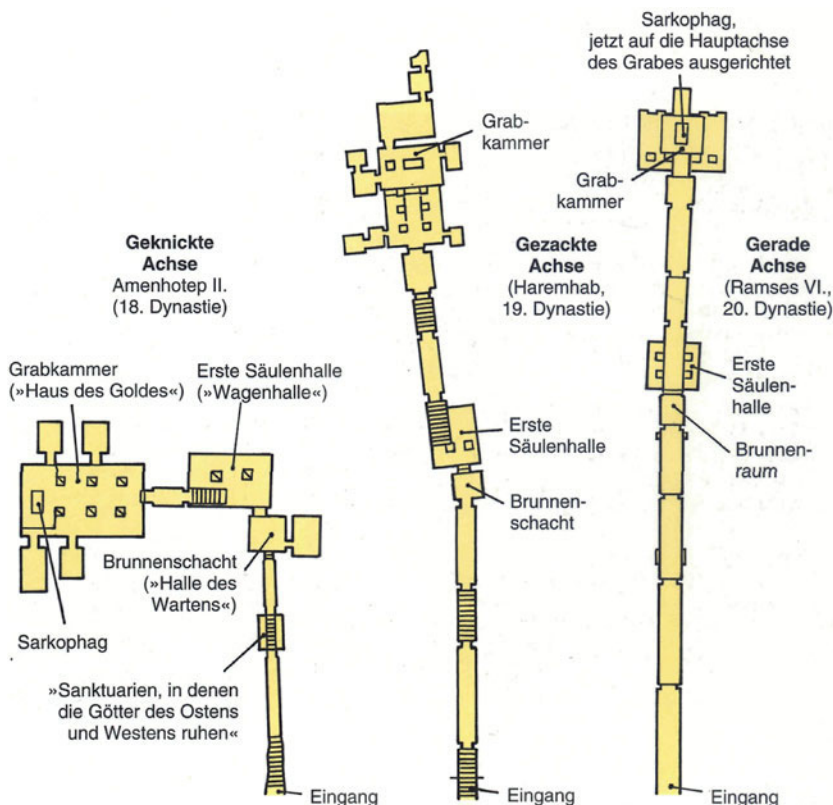 Sarkophag,
jetzt auf die Hauptachse
des Grabes ausgerichtet
Grab-
kammer
Grab-
kammer
Geknickte
Achse
Amenhotep II.
(18. Dynastie)
Gezackte
Achse
(Haremhab,
19. Dynastie)
Gerade
Achse
(Ramses VI.,
20. Dynastie)
Grabkammer
(»Haus des Goldes«)
Erste Säulenhalle
(»Wagenhalle«)
Erste
Säulenhalle
Erste
Säulen-
halle
Brunnen-
raum
Brunnen-
schacht
Brunnenschacht
(»Halle des
Wartens«)
Sarkophag
»Sanktuarien, in denen
die Götter des Ostens
und Westens ruhen«
Eingang
Eingang
Eingang